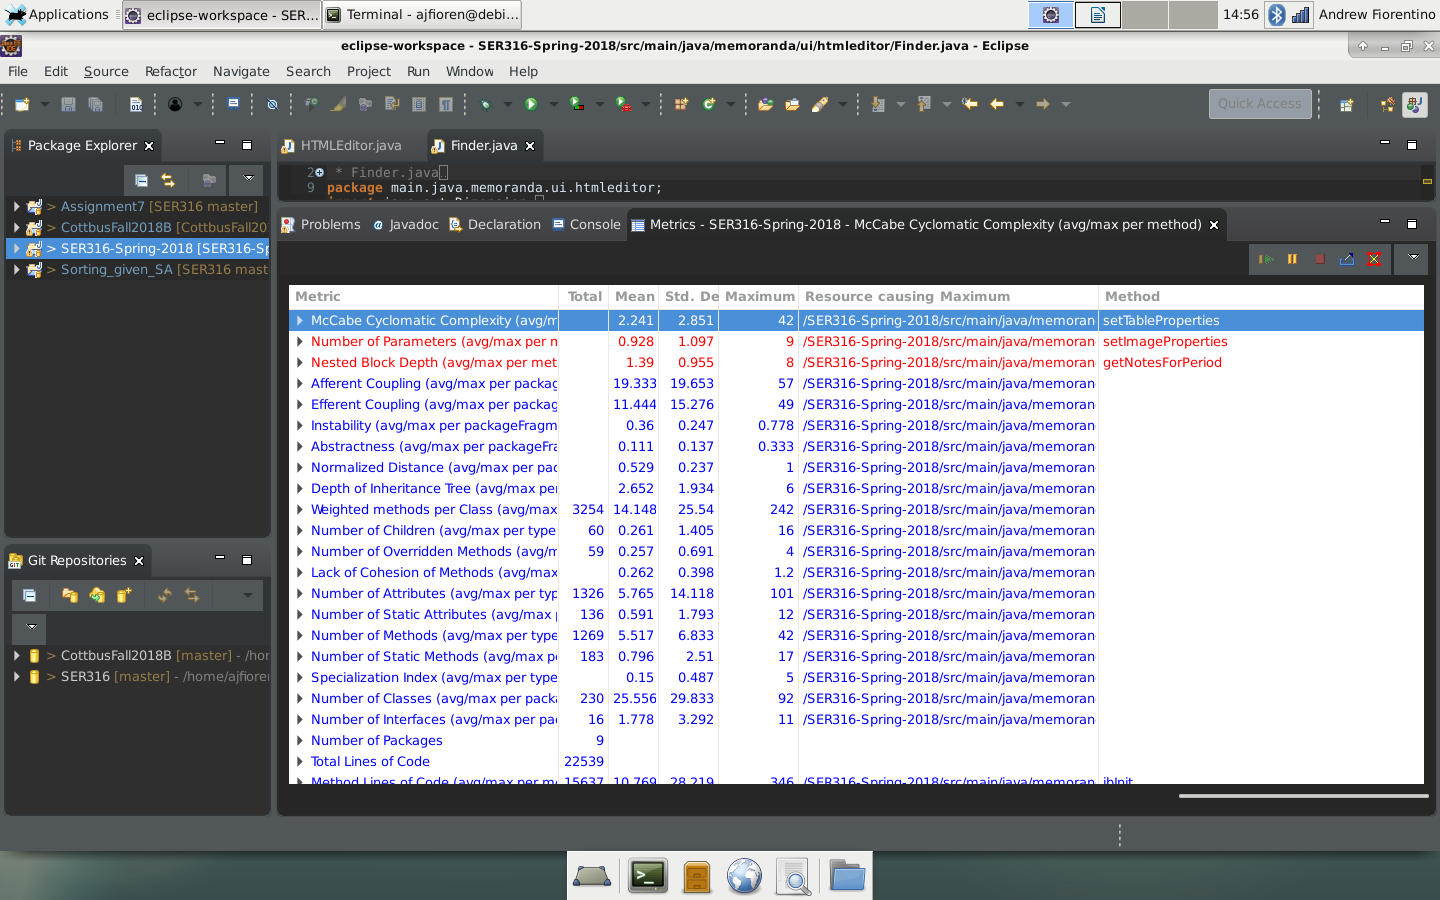 Applications eclipse-workspace - SER... Terminal - ajfioren@debi... 14:56 Andrew Fiorentino
eclipse-workspace - SER316-Spring-2018/src/main/java/memoranda/ui/htmleditor/Finder.java - Eclipse
File Edit Source Refactor Navigate Search Project Run Window Help
Quick Access
Package Explorer
> Assignment7 [SER316 master]
> CottbusFall2018B [CottbusFall20
> SER316-Spring-2018 [SER316-Sp
> Sorting_given_SA [SER316 mast
Git Repositories
> CottbusFall2018B [master] - /hor
> SER316 [master] - /home/ajfiore
HTMLEditor.java Finder.java
2 * Finder.java
9 package main.java.memoranda.ui.htmleditor;
Problems Javadoc Declaration Console Metrics - SER316-Spring-2018 - McCabe Cyclomatic Complexity (avg/max per method)
Metric Total Mean Std. De Maximum Resource causing Maximum Method
McCabe Cyclomatic Complexity (avg/m 2.241 2.851 42 /SER316-Spring-2018/src/main/java/memoran setTableProperties
Number of Parameters (avg/max per m 0.928 1.097 9 /SER316-Spring-2018/src/main/java/memoran setImageProperties
Nested Block Depth (avg/max per met 1.39 0.955 8 /SER316-Spring-2018/src/main/java/memoran getNotesForPeriod
Afferent Coupling (avg/max per packag 19.333 19.653 57 /SER316-Spring-2018/src/main/java/memoran
Efferent Coupling (avg/max per packag 11.444 15.276 49 /SER316-Spring-2018/src/main/java/memoran
Instability (avg/max per packageFragm 0.36 0.247 0.778 /SER316-Spring-2018/src/main/java/memoran
Abstractness (avg/max per packageFra 0.111 0.137 0.333 /SER316-Spring-2018/src/main/java/memoran
Normalized Distance (avg/max per pac 0.529 0.237 1 /SER316-Spring-2018/src/main/java/memoran
Depth of Inheritance Tree (avg/max per 2.652 1.934 6 /SER316-Spring-2018/src/main/java/memoran
Weighted methods per Class (avg/max 3254 14.148 25.54 242 /SER316-Spring-2018/src/main/java/memoran
Number of Children (avg/max per type 60 0.261 1.405 16 /SER316-Spring-2018/src/main/java/memoran
Number of Overridden Methods (avg/m 59 0.257 0.691 4 /SER316-Spring-2018/src/main/java/memoran
Lack of Cohesion of Methods (avg/max 0.262 0.398 1.2 /SER316-Spring-2018/src/main/java/memoran
Number of Attributes (avg/max per typ 1326 5.765 14.118 101 /SER316-Spring-2018/src/main/java/memoran
Number of Static Attributes (avg/max 136 0.591 1.793 12 /SER316-Spring-2018/src/main/java/memoran
Number of Methods (avg/max per type 1269 5.517 6.833 42 /SER316-Spring-2018/src/main/java/memoran
Number of Static Methods (avg/max pe 183 0.796 2.51 17 /SER316-Spring-2018/src/main/java/memoran
Specialization Index (avg/max per type 0.15 0.487 5 /SER316-Spring-2018/src/main/java/memoran
Number of Classes (avg/max per packa 230 25.556 29.833 92 /SER316-Spring-2018/src/main/java/memoran
Number of Interfaces (avg/max per pac 16 1.778 3.292 11 /SER316-Spring-2018/src/main/java/memoran
Number of Packages 9
Total Lines of Code 22539
Method Lines of Code (avg/max per me 15637 10.769 28.219 346 /SER316-Spring-2018/src/main/java/memoran jbInit